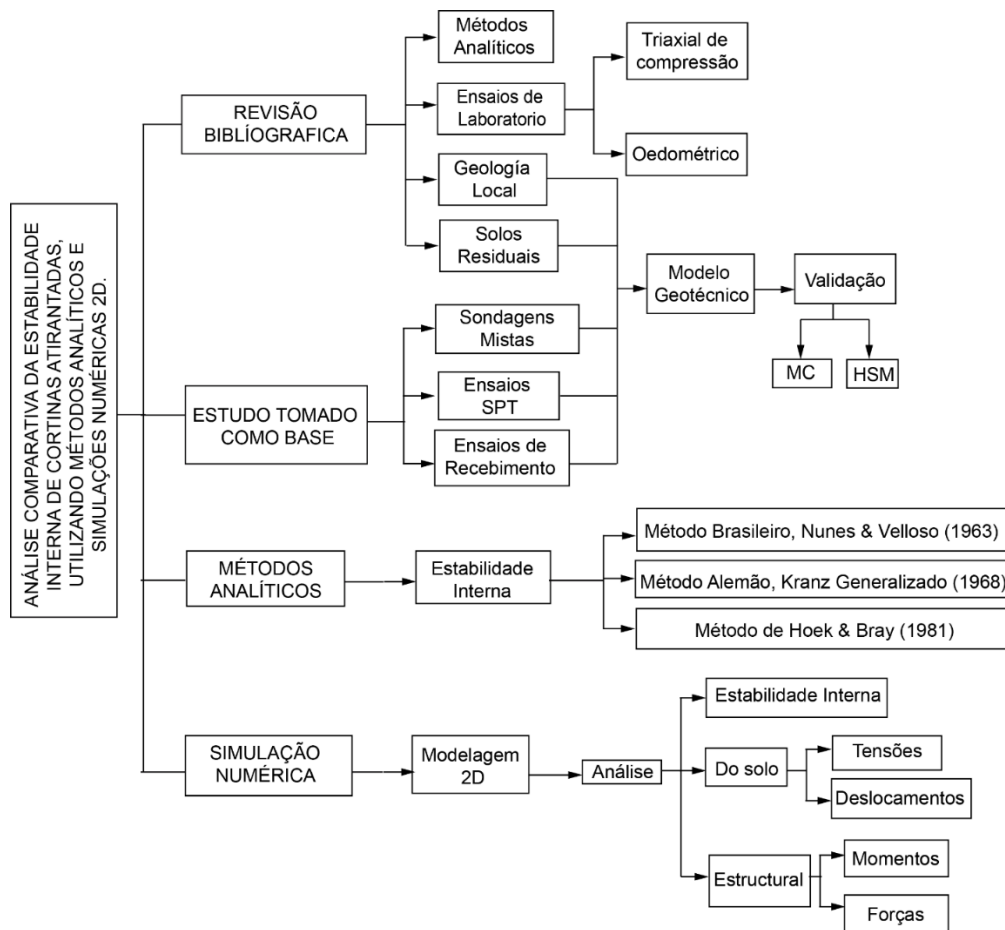 ANÁLISE COMPARATIVA DA ESTABILIDADE
INTERNA DE CORTINAS ATIRANTADAS,
UTILIZANDO MÉTODOS ANALÍTICOS E
SIMULAÇÕES NUMÉRICAS 2D.
REVISÃO
BIBLÍOGRAFICA
Métodos
Analíticos
Ensaios de
Laboratorio
Triaxial de
compressão
Oedométrico
Geología
Local
Solos
Residuais
ESTUDO TOMADO
COMO BASE
Sondagens
Mistas
Ensaios
SPT
Ensaios de
Recebimento
Modelo
Geotécnico
Validação
MC
HSM
MÉTODOS
ANALÍTICOS
Estabilidade
Interna
Método Brasileiro, Nunes & Velloso (1963)
Método Alemão, Kranz Generalizado (1968)
Método de Hoek & Bray (1981)
SIMULAÇÃO
NUMÉRICA
Modelagem
2D
Análise
Estabilidade Interna
Do solo
Tensões
Deslocamentos
Estructural
Momentos
Forças